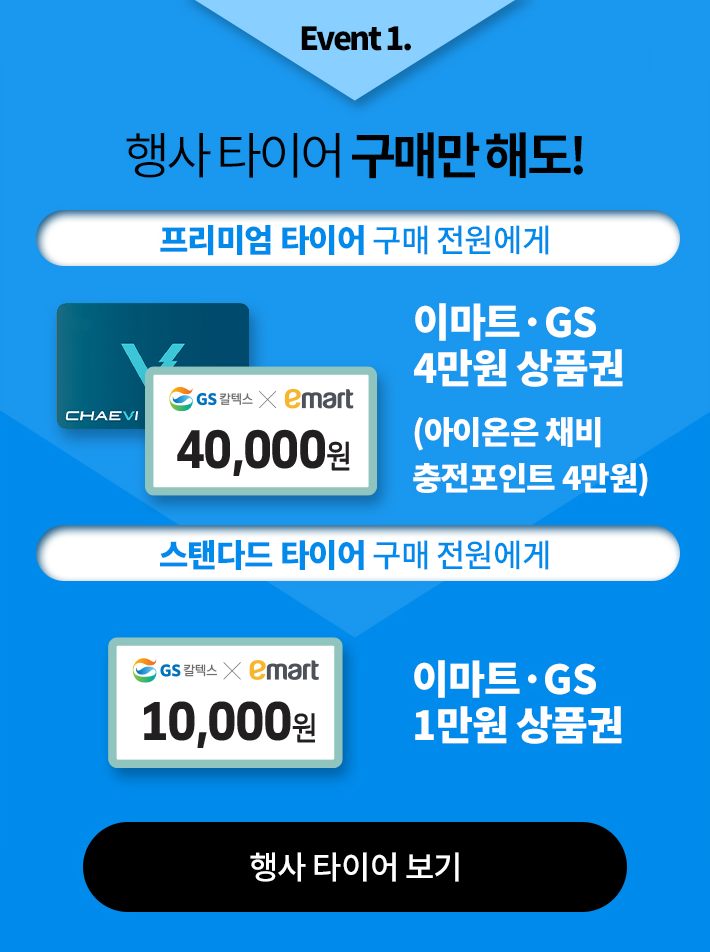 Event 1.
행사 타이어 구매만 해도!
프리미엄 타이어 구매 전원에게
CHAEVI
GS 칼텍스 × emart
40,000원
이마트·GS
4만원 상품권
(아이온은 채비
충전포인트 4만원)
스탠다드 타이어 구매 전원에게
GS 칼텍스 × emart
10,000원
이마트·GS
1만원 상품권
행사 타이어 보기